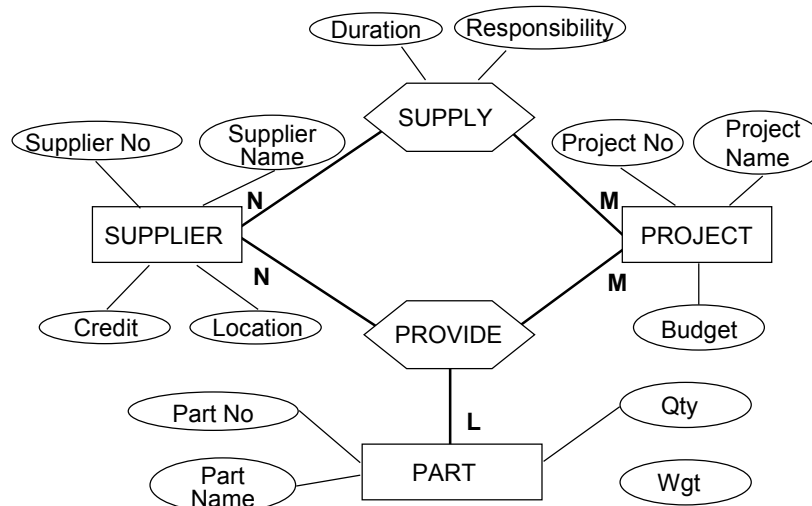 Duration
Responsibility
SUPPLY
Supplier No
Supplier
Name
Project No
Project
Name
N
M
SUPPLIER
PROJECT
N
M
Credit
Location
PROVIDE
Budget
Part No
L
Qty
PART
Part
Name
Wgt